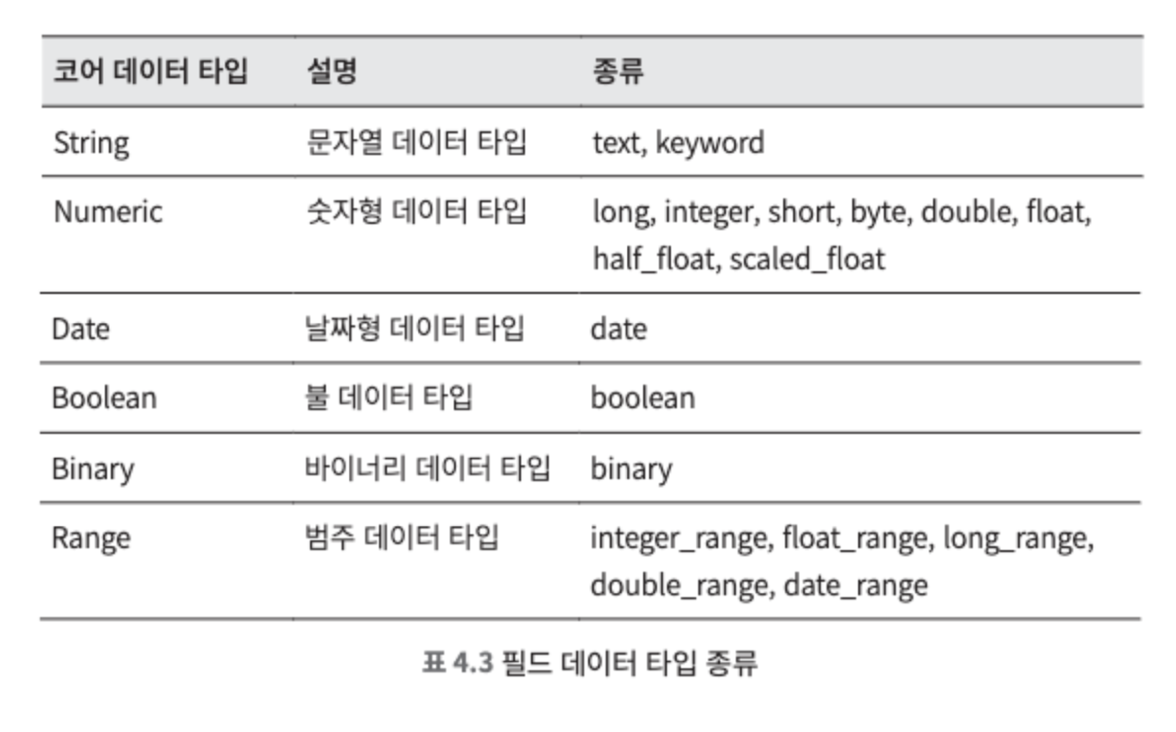 코어 데이터 타입 설명 종류
String 문자열 데이터 타입 text, keyword
Numeric 숫자형 데이터 타입 long, integer, short, byte, double, float,
half_float, scaled_float
Date 날짜형 데이터 타입 date
Boolean 불 데이터 타입 boolean
Binary 바이너리 데이터 타입 binary
Range 범주 데이터 타입 integer_range, float_range, long_range,
double_range, date_range
표 4.3 필드 데이터 타입 종류